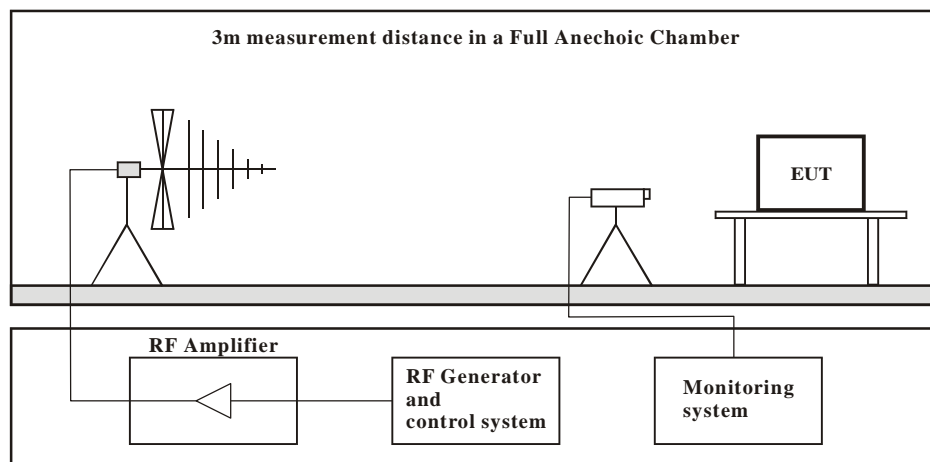 3m measurement distance in a Full Anechoic Chamber
EUT
RF Amplifier
RF Generator
and
control system
Monitoring
system